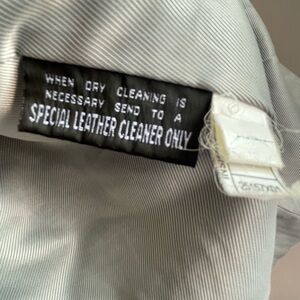 WHEN DRY CLEANING IS
NECESSARY SEND TO A
SPECIAL LEATHER CLEANER ONLY